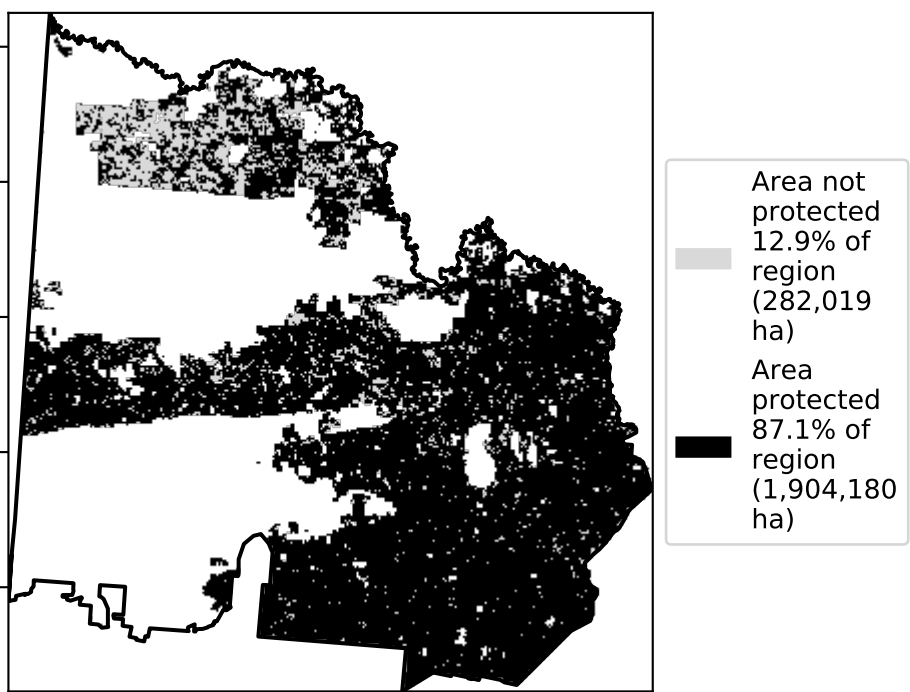 Area not
protected
12.9% of
region
(282,019
ha)
Area
protected
87.1% of
region
(1,904,180
ha)